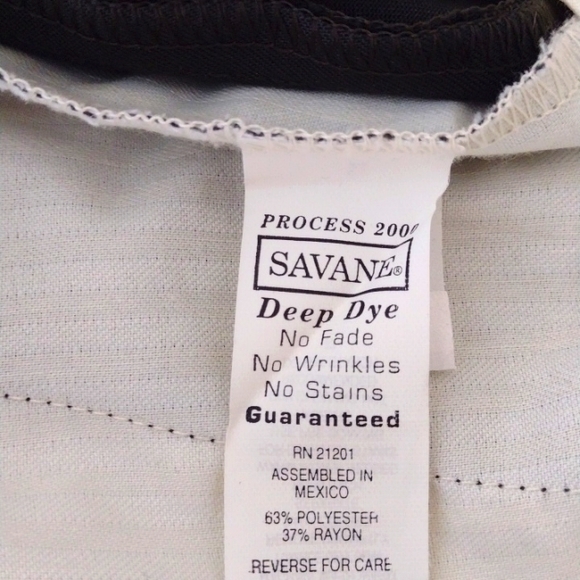 PROCESS 2000
SAVANE®
Deep Dye
No Fade
No Wrinkles
No Stains
Guaranteed
RN 21201
ASSEMBLED IN
MEXICO
63% POLYESTER
37% RAYON
REVERSE FOR CARE